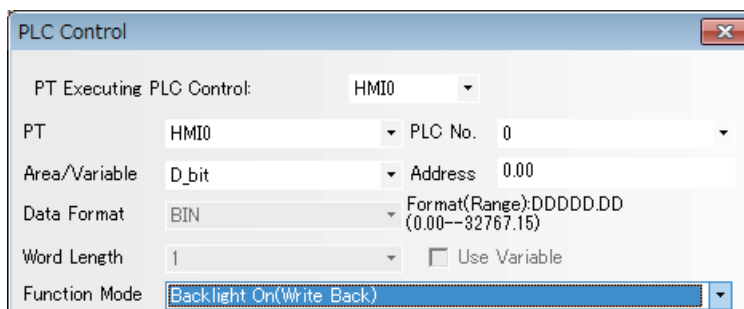 PLC Control
PT Executing PLC Control: HMI0
PT HMI0 PLC No. 0
Area/Variable D_bit Address 0.00
Data Format BIN Format(Range):DDDDD.DD
(0.00--32767.15)
Word Length 1 Use Variable
Function Mode Backlight On(Write Back)